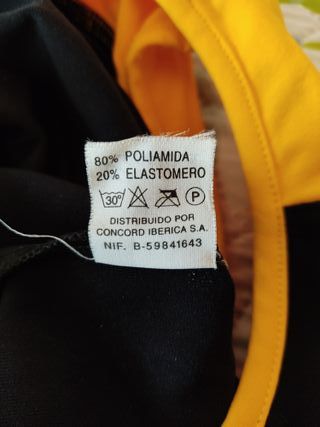 80% POLIAMIDA
20% ELASTOMERO
30° P
DISTRIBUIDO POR
CONCORD IBERICA S.A.
NIF. B-59841643